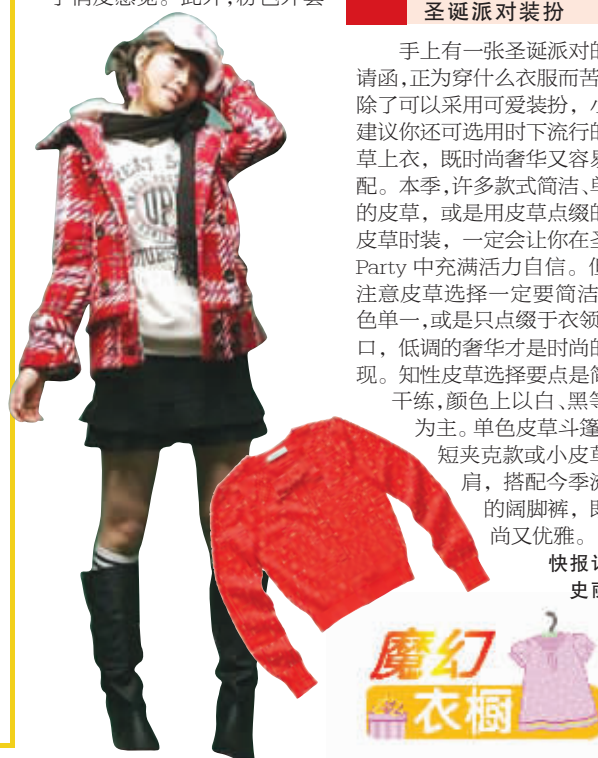 子俏皮感觉。此外,粉色外套
圣诞派对装扮
手上有一张圣诞派对的
请函,正为穿什么衣服而苦
除了可以采用可爱装扮，小
建议你还可选用时下流行的
草上衣，既时尚奢华又容易
配。本季,许多款式简洁、单
的皮草，或是用皮草点缀的
皮草时装，一定会让你在圣
Party 中充满活力自信。但
注意皮草选择一定要简洁
色单一,或是只点缀于衣领
口，低调的奢华才是时尚的
现。知性皮草选择要点是简
干练,颜色上以白、黑等
为主。单色皮草斗篷
短夹克款或小皮草
肩，搭配今季流
的阔脚裤，既
尚又优雅。
快报记
史丽
UP
魔幻
衣橱